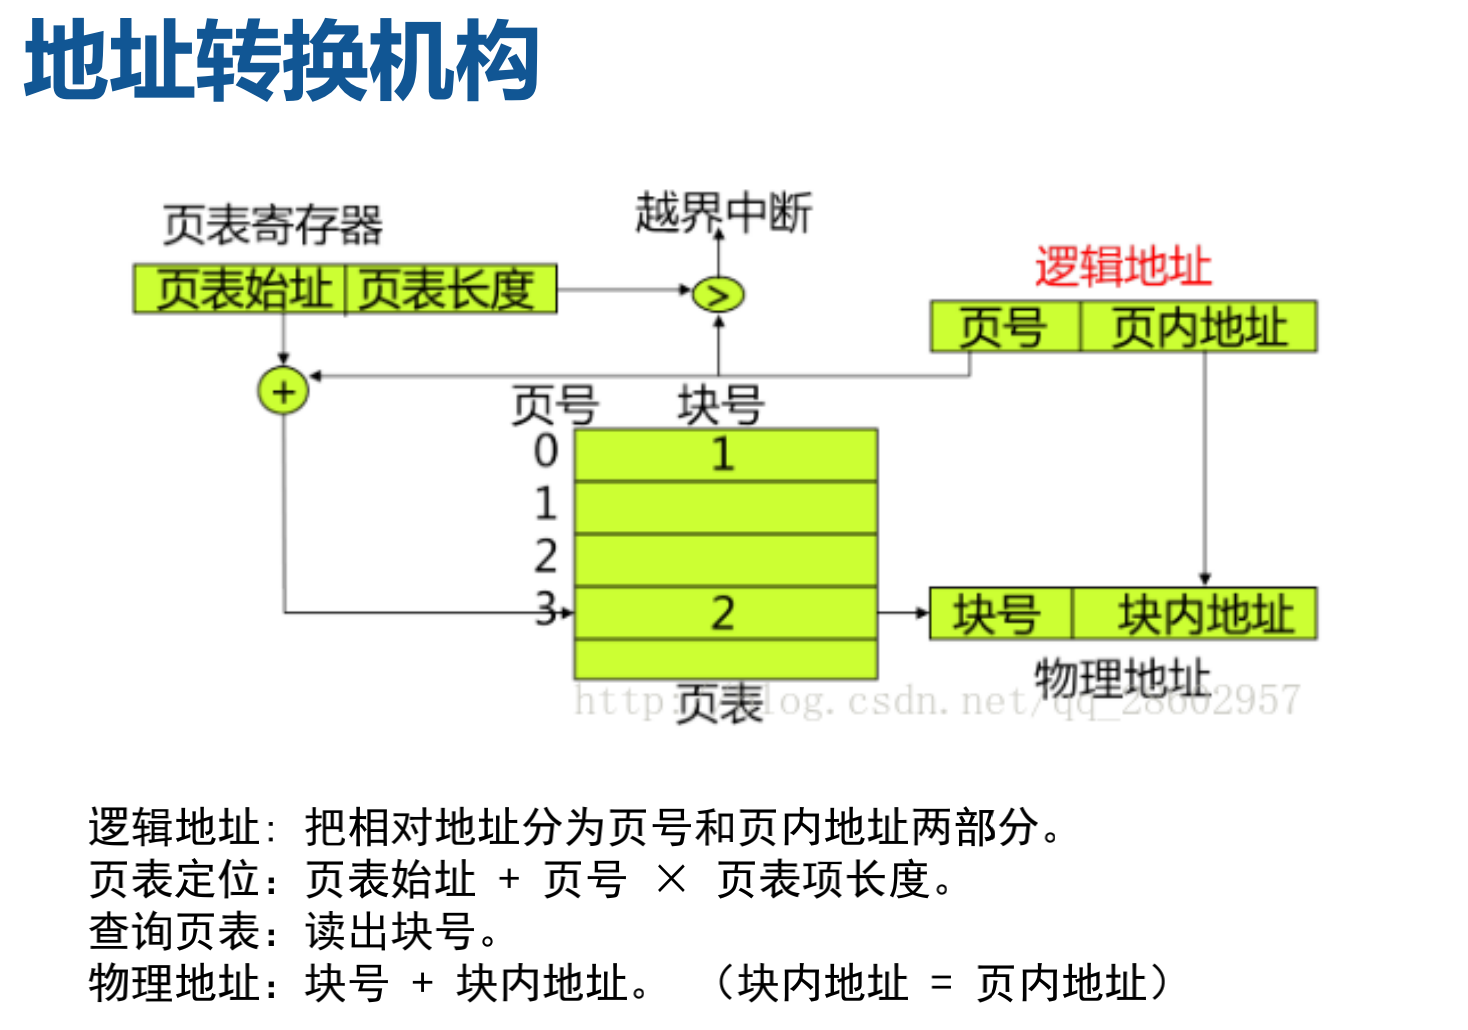 地址转换机构
页表寄存器
越界中断
逻辑地址
页表始址 页表长度
>
页号 页内地址
+
页号 块号
0 1
1
2
3 2
块号 块内地址
页表
物理地址
http://blog.csdn.net/qq_28602957
逻辑地址: 把相对地址分为页号和页内地址两部分。
页表定位: 页表始址 + 页号 × 页表项长度。
查询页表: 读出块号。
物理地址: 块号 + 块内地址。 （块内地址 = 页内地址）